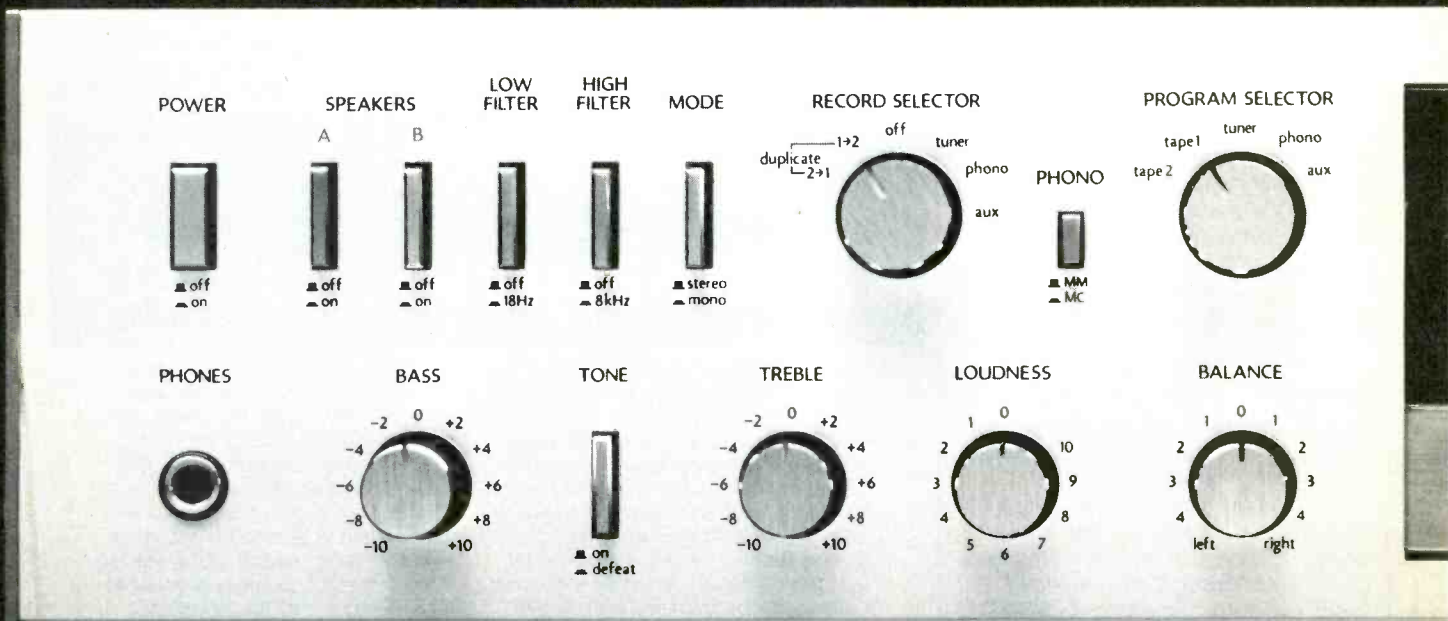 POWER
■ off
▂ on
SPEAKERS
A
B
■ off
▂ on
■ off
▂ on
LOW
FILTER
■ off
▂ 18Hz
HIGH
FILTER
■ off
▂ 8kHz
MODE
■ stereo
▂ mono
RECORD SELECTOR
duplicate
1→2
2→1
off
tuner
phono
aux
PHONO
■ MM
▂ MC
PROGRAM SELECTOR
tape 2
tape 1
tuner
phono
aux
PHONES
BASS
-10
-8
-6
-4
-2
0
+2
+4
+6
+8
+10
TONE
■ on
▂ defeat
TREBLE
-10
-8
-6
-4
-2
0
+2
+4
+6
+8
+10
LOUDNESS
0
1
2
3
4
5
6
7
8
9
10
BALANCE
left
4
3
2
1
0
1
2
3
4
right